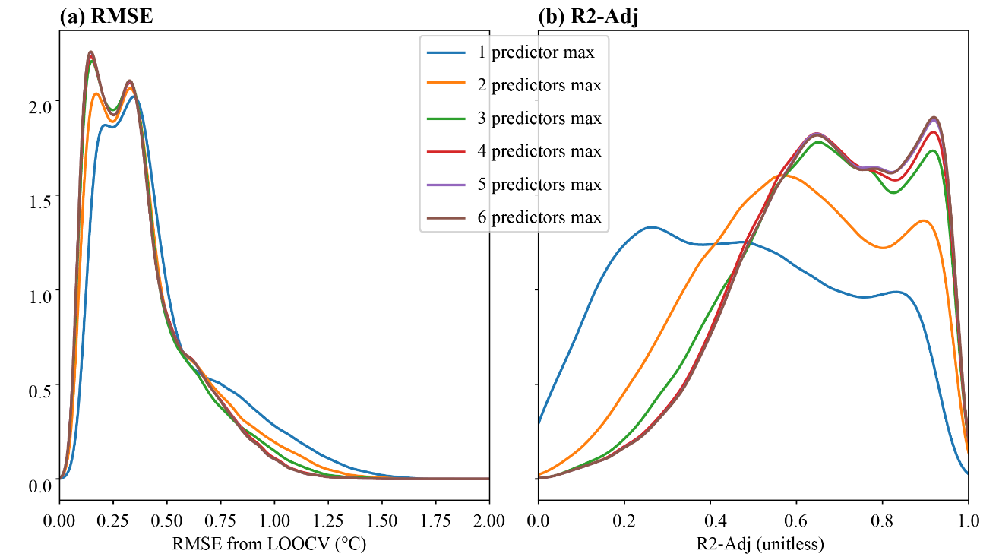 (a) RMSE
(b) R2-Adj
1 predictor max
2 predictors max
3 predictors max
4 predictors max
5 predictors max
6 predictors max
2.0
1.5
1.0
0.5
0.0
0.00 0.25 0.50 0.75 1.00 1.25 1.50 1.75 2.00
0.0 0.2 0.4 0.6 0.8 1.0
RMSE from LOOCV (°C)
R2-Adj (unitless)